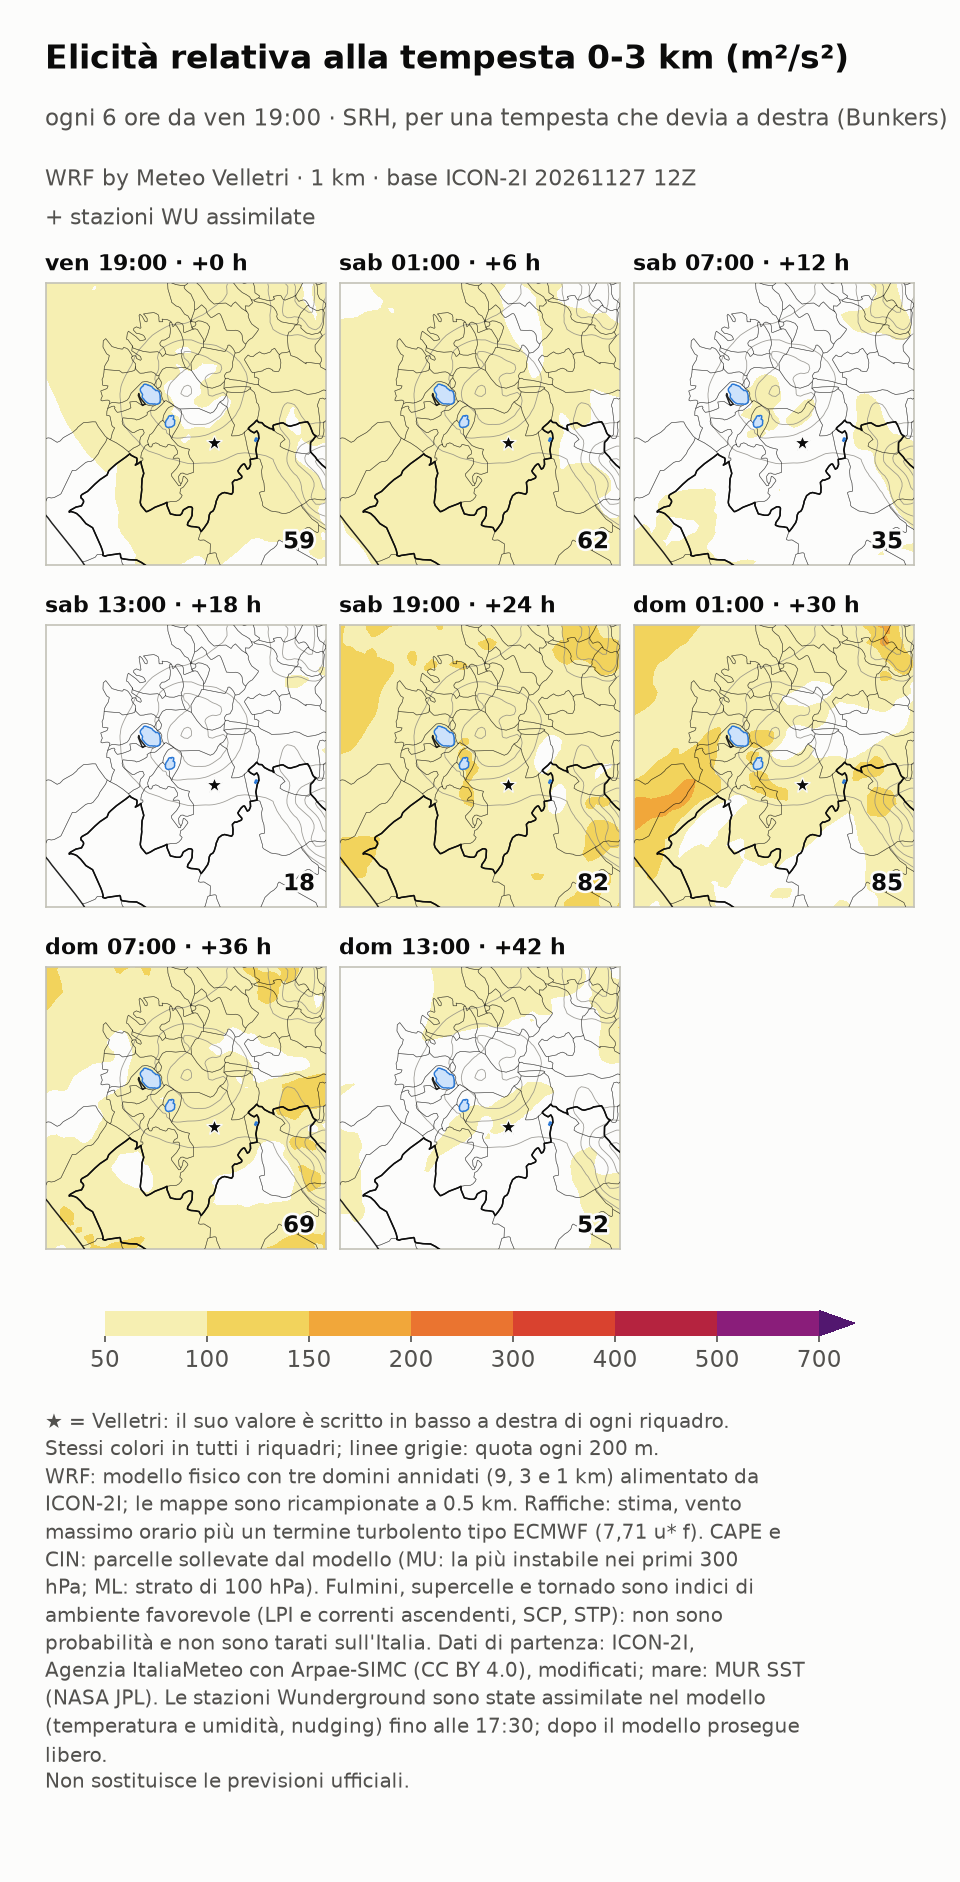 Elicità relativa alla tempesta 0-3 km (m²/s²)
ogni 6 ore da ven 19:00 · SRH, per una tempesta che devia a destra (Bunkers)
WRF by Meteo Velletri · 1 km · base ICON-2I 20261127 12Z
+ stazioni WU assimilate
ven 19:00 · +0 h
sab 01:00 · +6 h
sab 07:00 · +12 h
59
62
35
sab 13:00 · +18 h
sab 19:00 · +24 h
dom 01:00 · +30 h
18
82
85
dom 07:00 · +36 h
dom 13:00 · +42 h
69
52
50 100 150 200 300 400 500 700
★ = Velletri: il suo valore è scritto in basso a destra di ogni riquadro.
Stessi colori in tutti i riquadri; linee grigie: quota ogni 200 m.
WRF: modello fisico con tre domini annidati (9, 3 e 1 km) alimentato da
ICON-2I; le mappe sono ricampionate a 0.5 km. Raffiche: stima, vento
massimo orario più un termine turbolento tipo ECMWF (7,71 u* f). CAPE e
CIN: parcelle sollevate dal modello (MU: la più instabile nei primi 300
hPa; ML: strato di 100 hPa). Fulmini, supercelle e tornado sono indici di
ambiente favorevole (LPI e correnti ascendenti, SCP, STP): non sono
probabilità e non sono tarati sull'Italia. Dati di partenza: ICON-2I,
Agenzia ItaliaMeteo con Arpae-SIMC (CC BY 4.0), modificati; mare: MUR SST
(NASA JPL). Le stazioni Wunderground sono state assimilate nel modello
(temperatura e umidità, nudging) fino alle 17:30; dopo il modello prosegue
libero.
Non sostituisce le previsioni ufficiali.